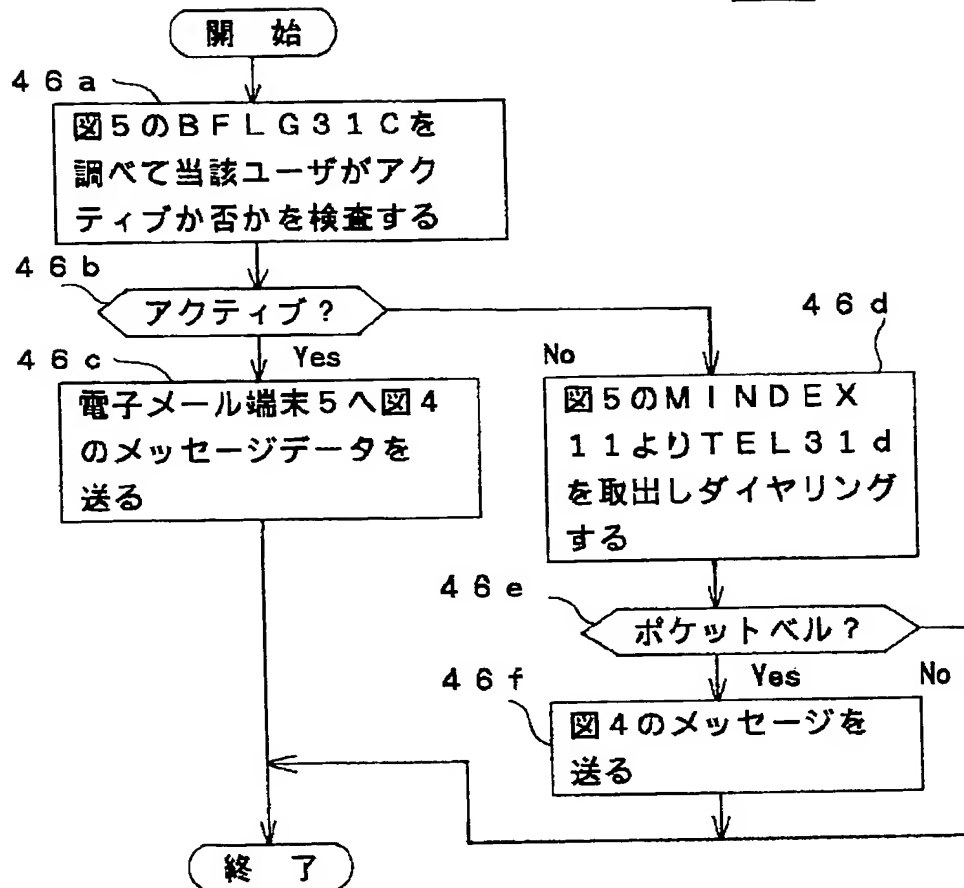 開 始
46a
図5のBFLG31Cを
調べて当該ユーザがアク
ティブか否かを検査する
46b
アクティブ?
Yes
No
46c
電子メール端末5へ図4
のメッセージデータを
送る
46d
図5のMINDEX
11よりTEL31d
を取出しダイヤリング
する
46e
ポケットベル?
Yes
No
46f
図4のメッセージを
送る
終 了